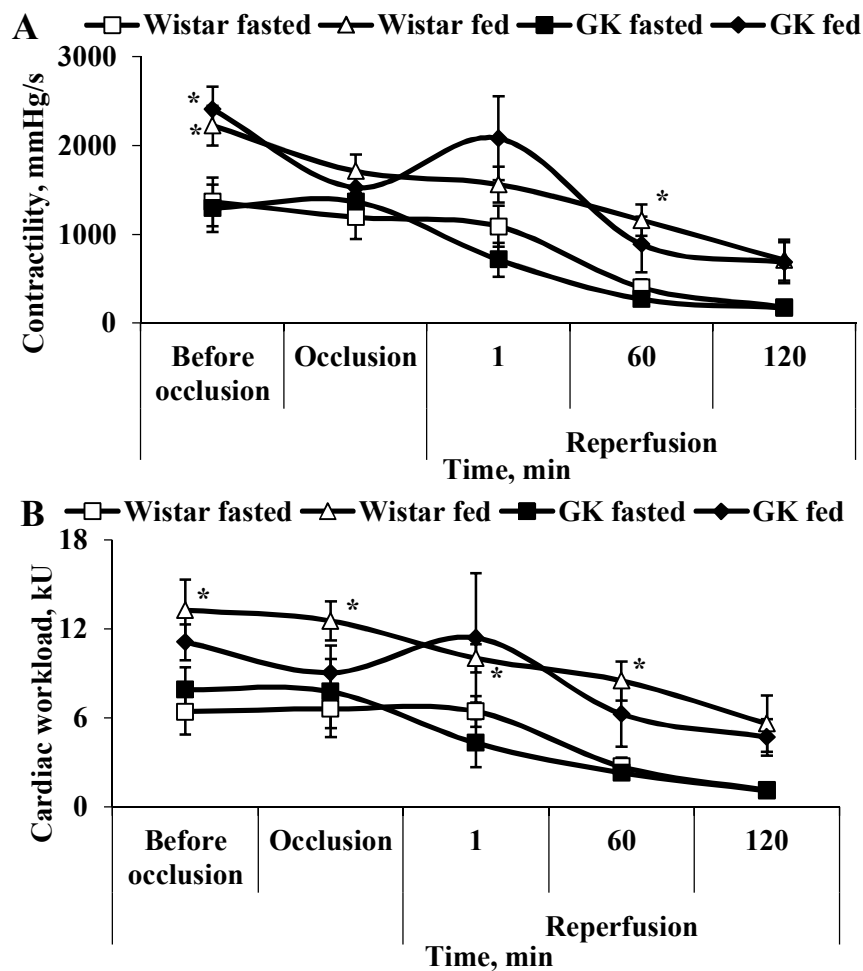 A
Wistar fasted Wistar fed GK fasted GK fed
3000
2000
1000
0
Contractility, mmHg/s
*
*
*
Before occlusion Occlusion 1 60 120
Reperfusion
Time, min
B
Wistar fasted Wistar fed GK fasted GK fed
18
12
6
0
Cardiac workload, kU
*
*
*
*
Before occlusion Occlusion 1 60 120
Reperfusion
Time, min